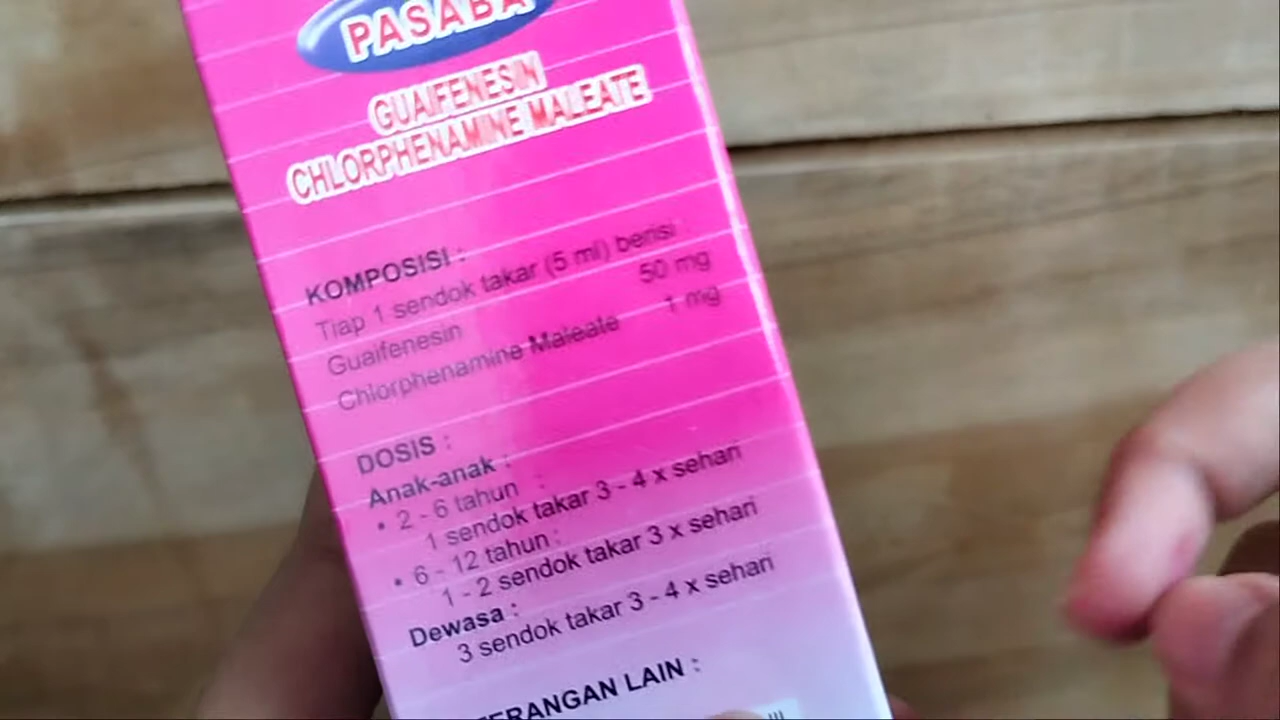 PASABA
GUAIFENESIN
CHLORPHENAMINE MALEATE
KOMPOSISI :
Tiap 1 sendok takar (5 ml) berisi :
Guaifenesin 50 mg
Chlorphenamine Maleate 1 mg
DOSIS :
Anak-anak :
• 2 - 6 tahun :
1 sendok takar 3 - 4 x sehari
• 6 - 12 tahun :
1 - 2 sendok takar 3 x sehari
Dewasa :
3 sendok takar 3 - 4 x sehari
TERANGAN LAIN :